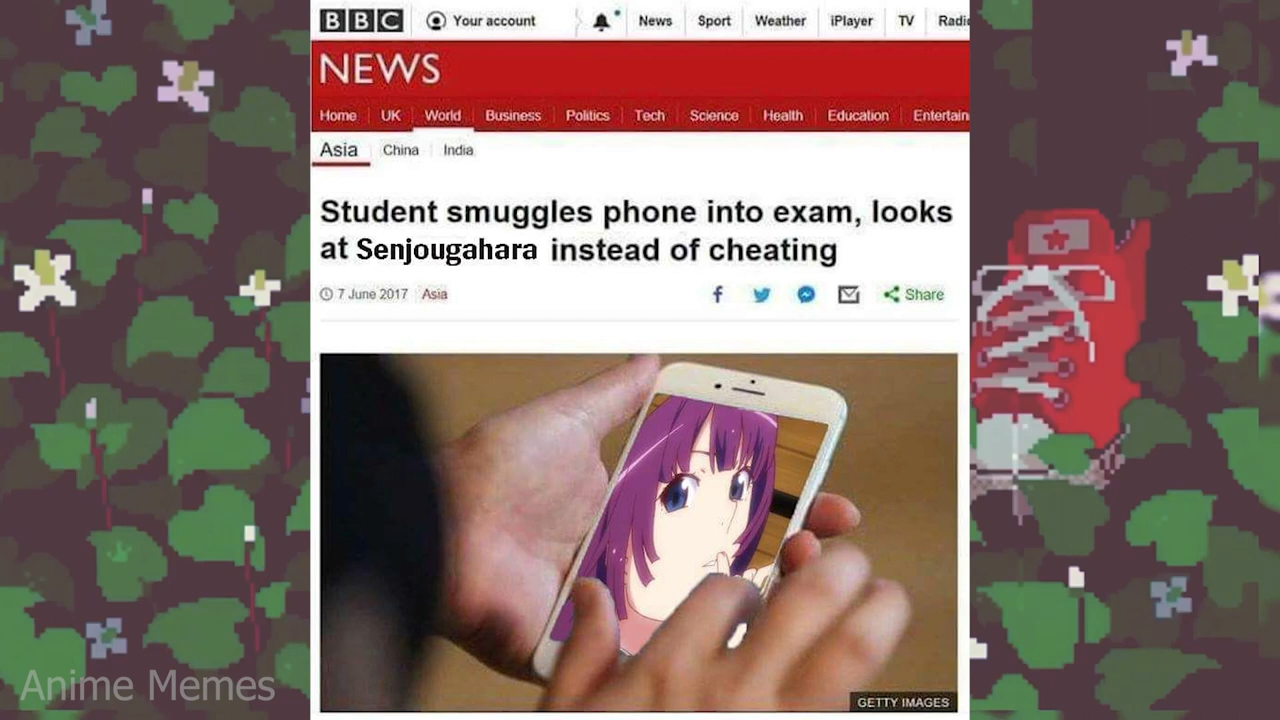 BBC Your account News Sport Weather iPlayer TV Radio
NEWS
Home UK World Business Politics Tech Science Health Education Entertain
Asia China India
Student smuggles phone into exam, looks
at Senjougahara instead of cheating
7 June 2017 Asia Share
GETTY IMAGES
Anime Memes